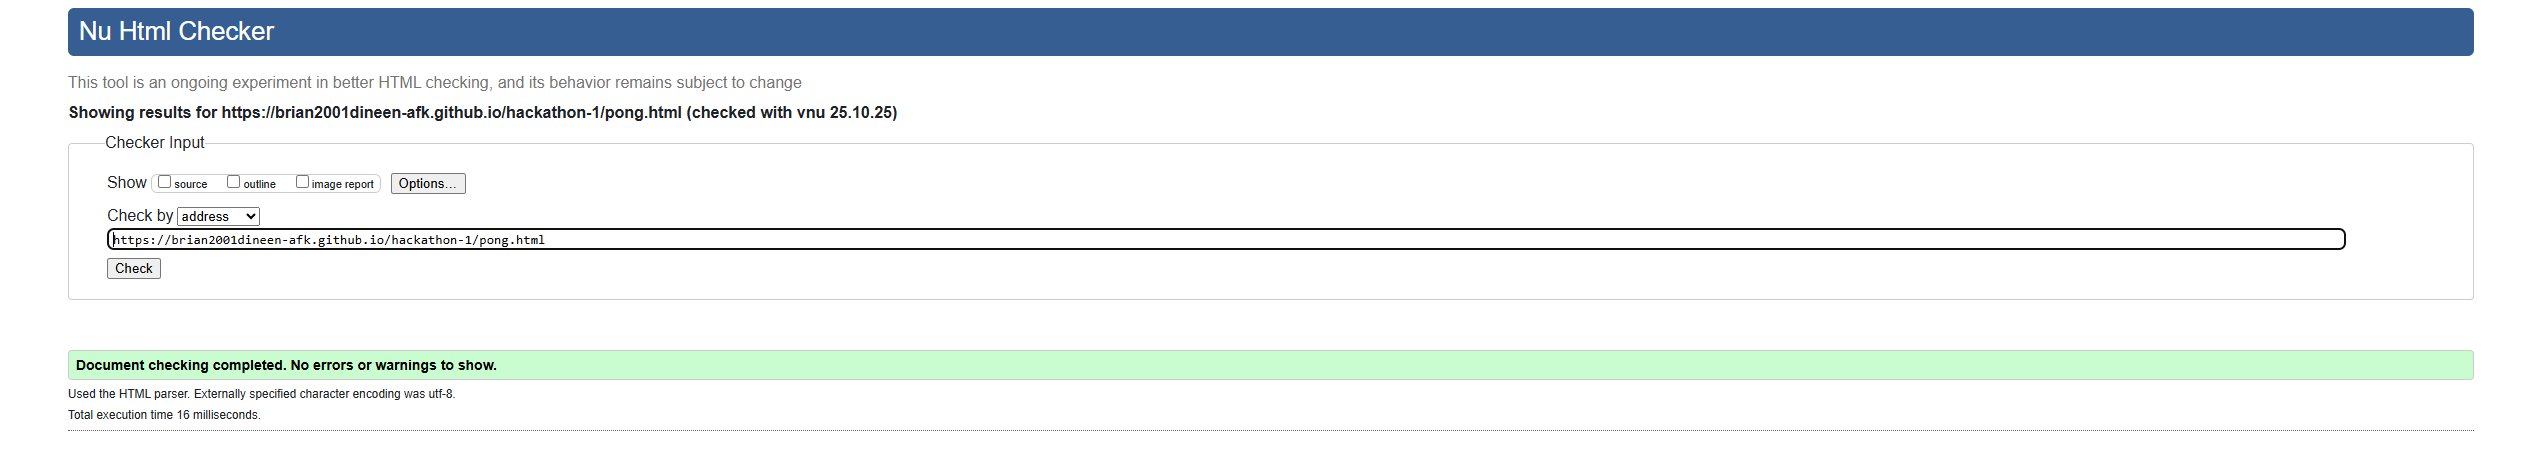 Nu Html Checker
This tool is an ongoing experiment in better HTML checking, and its behavior remains subject to change
Showing results for https://brian2001dineen-afk.github.io/hackathon-1/pong.html (checked with vnu 25.10.25)
Checker Input
Show source outline image report Options...
Check by address
https://brian2001dineen-afk.github.io/hackathon-1/pong.html
Check
Document checking completed. No errors or warnings to show.
Used the HTML parser. Externally specified character encoding was utf-8.
Total execution time 16 milliseconds.